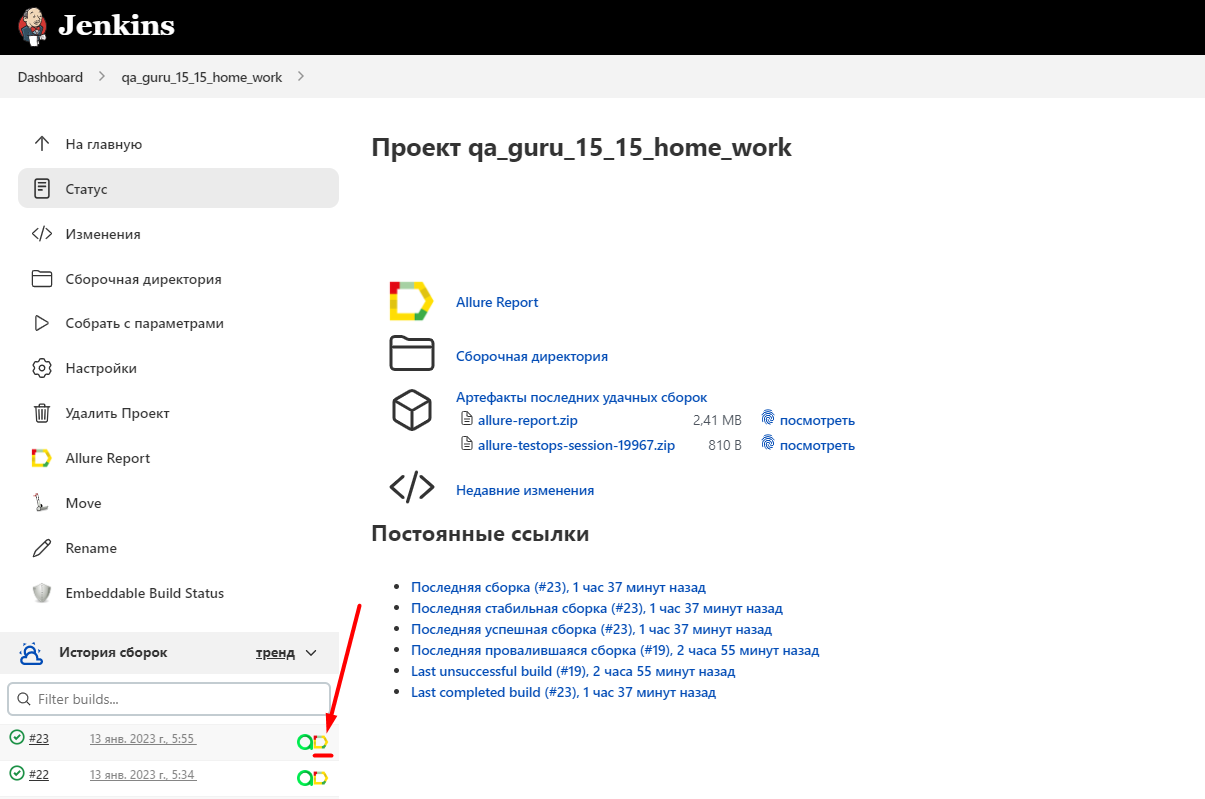 Jenkins
Dashboard
qa_guru_15_15_home_work
На главную
Статус
Изменения
Сборочная директория
Собрать с параметрами
Настройки
Удалить Проект
Allure Report
Move
Rename
Embeddable Build Status
История сборок
тренд
Filter builds...
#23 13 янв. 2023 г., 5:55
#22 13 янв. 2023 г., 5:34
Проект qa_guru_15_15_home_work
Allure Report
Сборочная директория
Артефакты последних удачных сборок
allure-report.zip 2,41 MB посмотреть
allure-testops-session-19967.zip 810 B посмотреть
Недавние изменения
Постоянные ссылки
Последняя сборка (#23), 1 час 37 минут назад
Последняя стабильная сборка (#23), 1 час 37 минут назад
Последняя успешная сборка (#23), 1 час 37 минут назад
Последняя провалившаяся сборка (#19), 2 часа 55 минут назад
Last unsuccessful build (#19), 2 часа 55 минут назад
Last completed build (#23), 1 час 37 минут назад